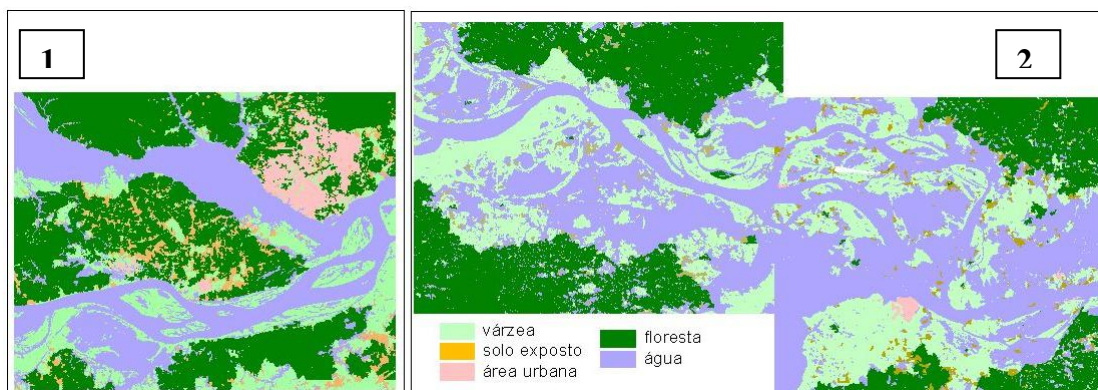 1
2
várzea
solo exposto
área urbana
floresta
água